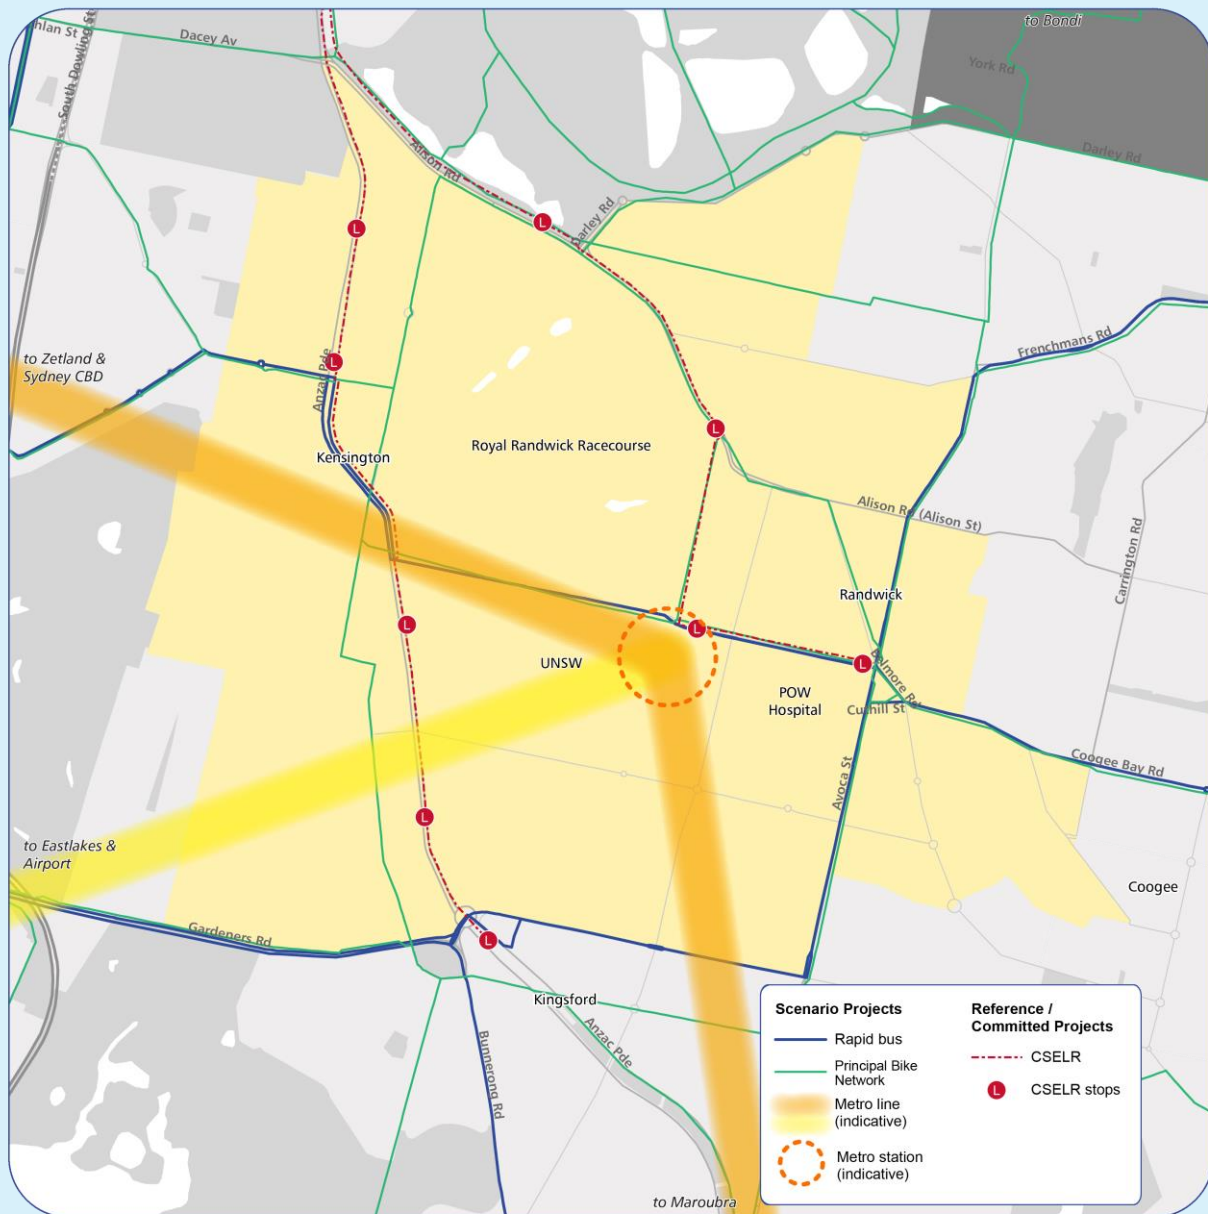 to Bondi
hlan St
South Dowling St
Dacey Av
York Rd
Alison Rd
Darley Rd
Darley Rd
Frenchmans Rd
to Zetland &
Sydney CBD
Anzac Pde
Kensington
Royal Randwick Racecourse
Alison Rd (Alison St)
Carrington Rd
Randwick
UNSW
Belmore Rd
POW
Hospital
Cuthill St
Coogee Bay Rd
Avoca St
to Eastlakes &
Airport
Coogee
Gardeners Rd
Kingsford
Anzac Pde
Bunnerong Rd
to Maroubra
L
L
L
L
L
L
L
L
L
Scenario Projects
Rapid bus
Principal Bike
Network
Metro line
(indicative)
Metro station
(indicative)
Reference /
Committed Projects
CSELR
L
CSELR stops